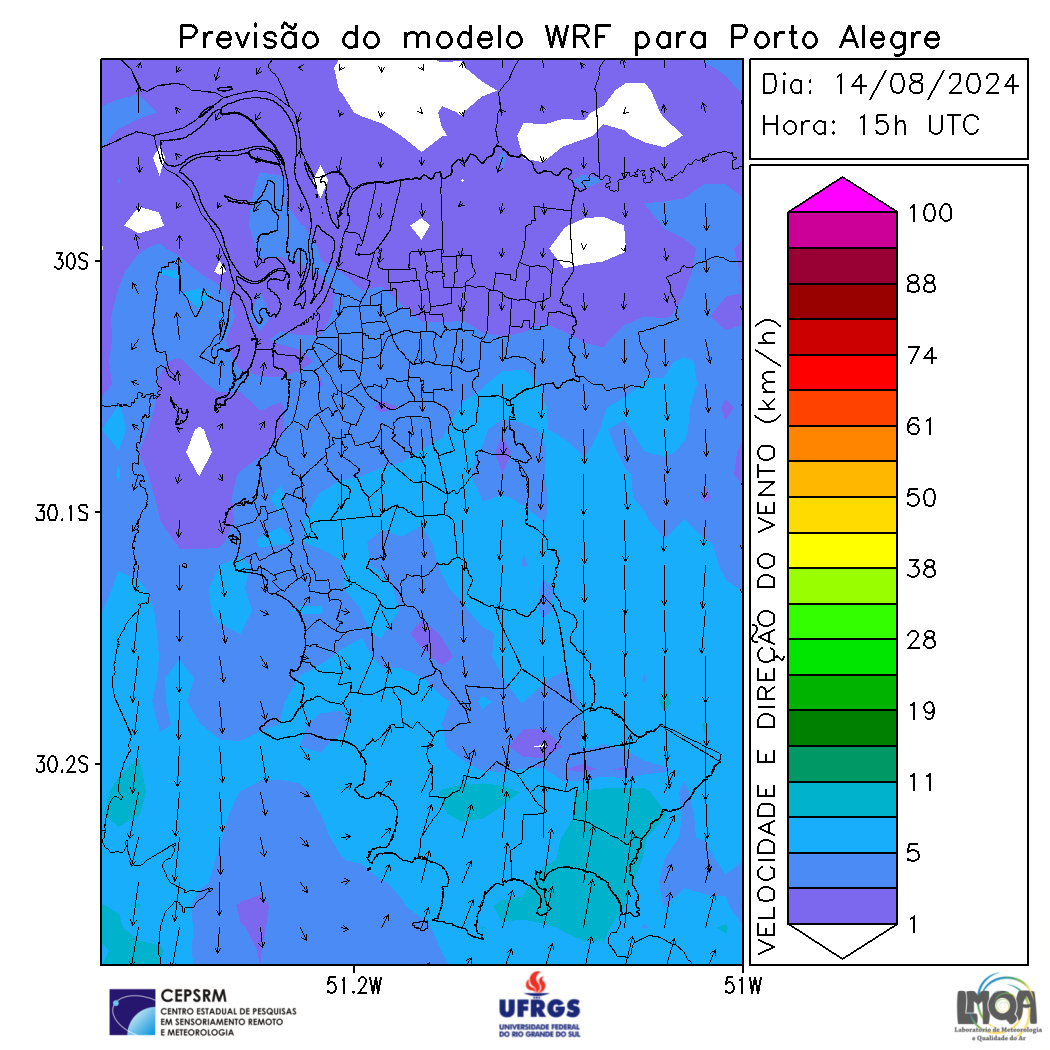 Previsão do modelo WRF para Porto Alegre
Dia: 14/08/2024
Hora: 15h UTC
30S
30.1S
30.2S
51.2W
51W
VELOCIDADE E DIREÇÃO DO VENTO (km/h)
100
88
74
61
50
38
28
19
11
5
1
CEPSRM
CENTRO ESTADUAL DE PESQUISAS
EM SENSORIAMENTO REMOTO
E METEOROLOGIA
UFRGS
UNIVERSIDADE FEDERAL
DO RIO GRANDE DO SUL
LMQA
Laboratório de Meteorologia
e Qualidade do Ar